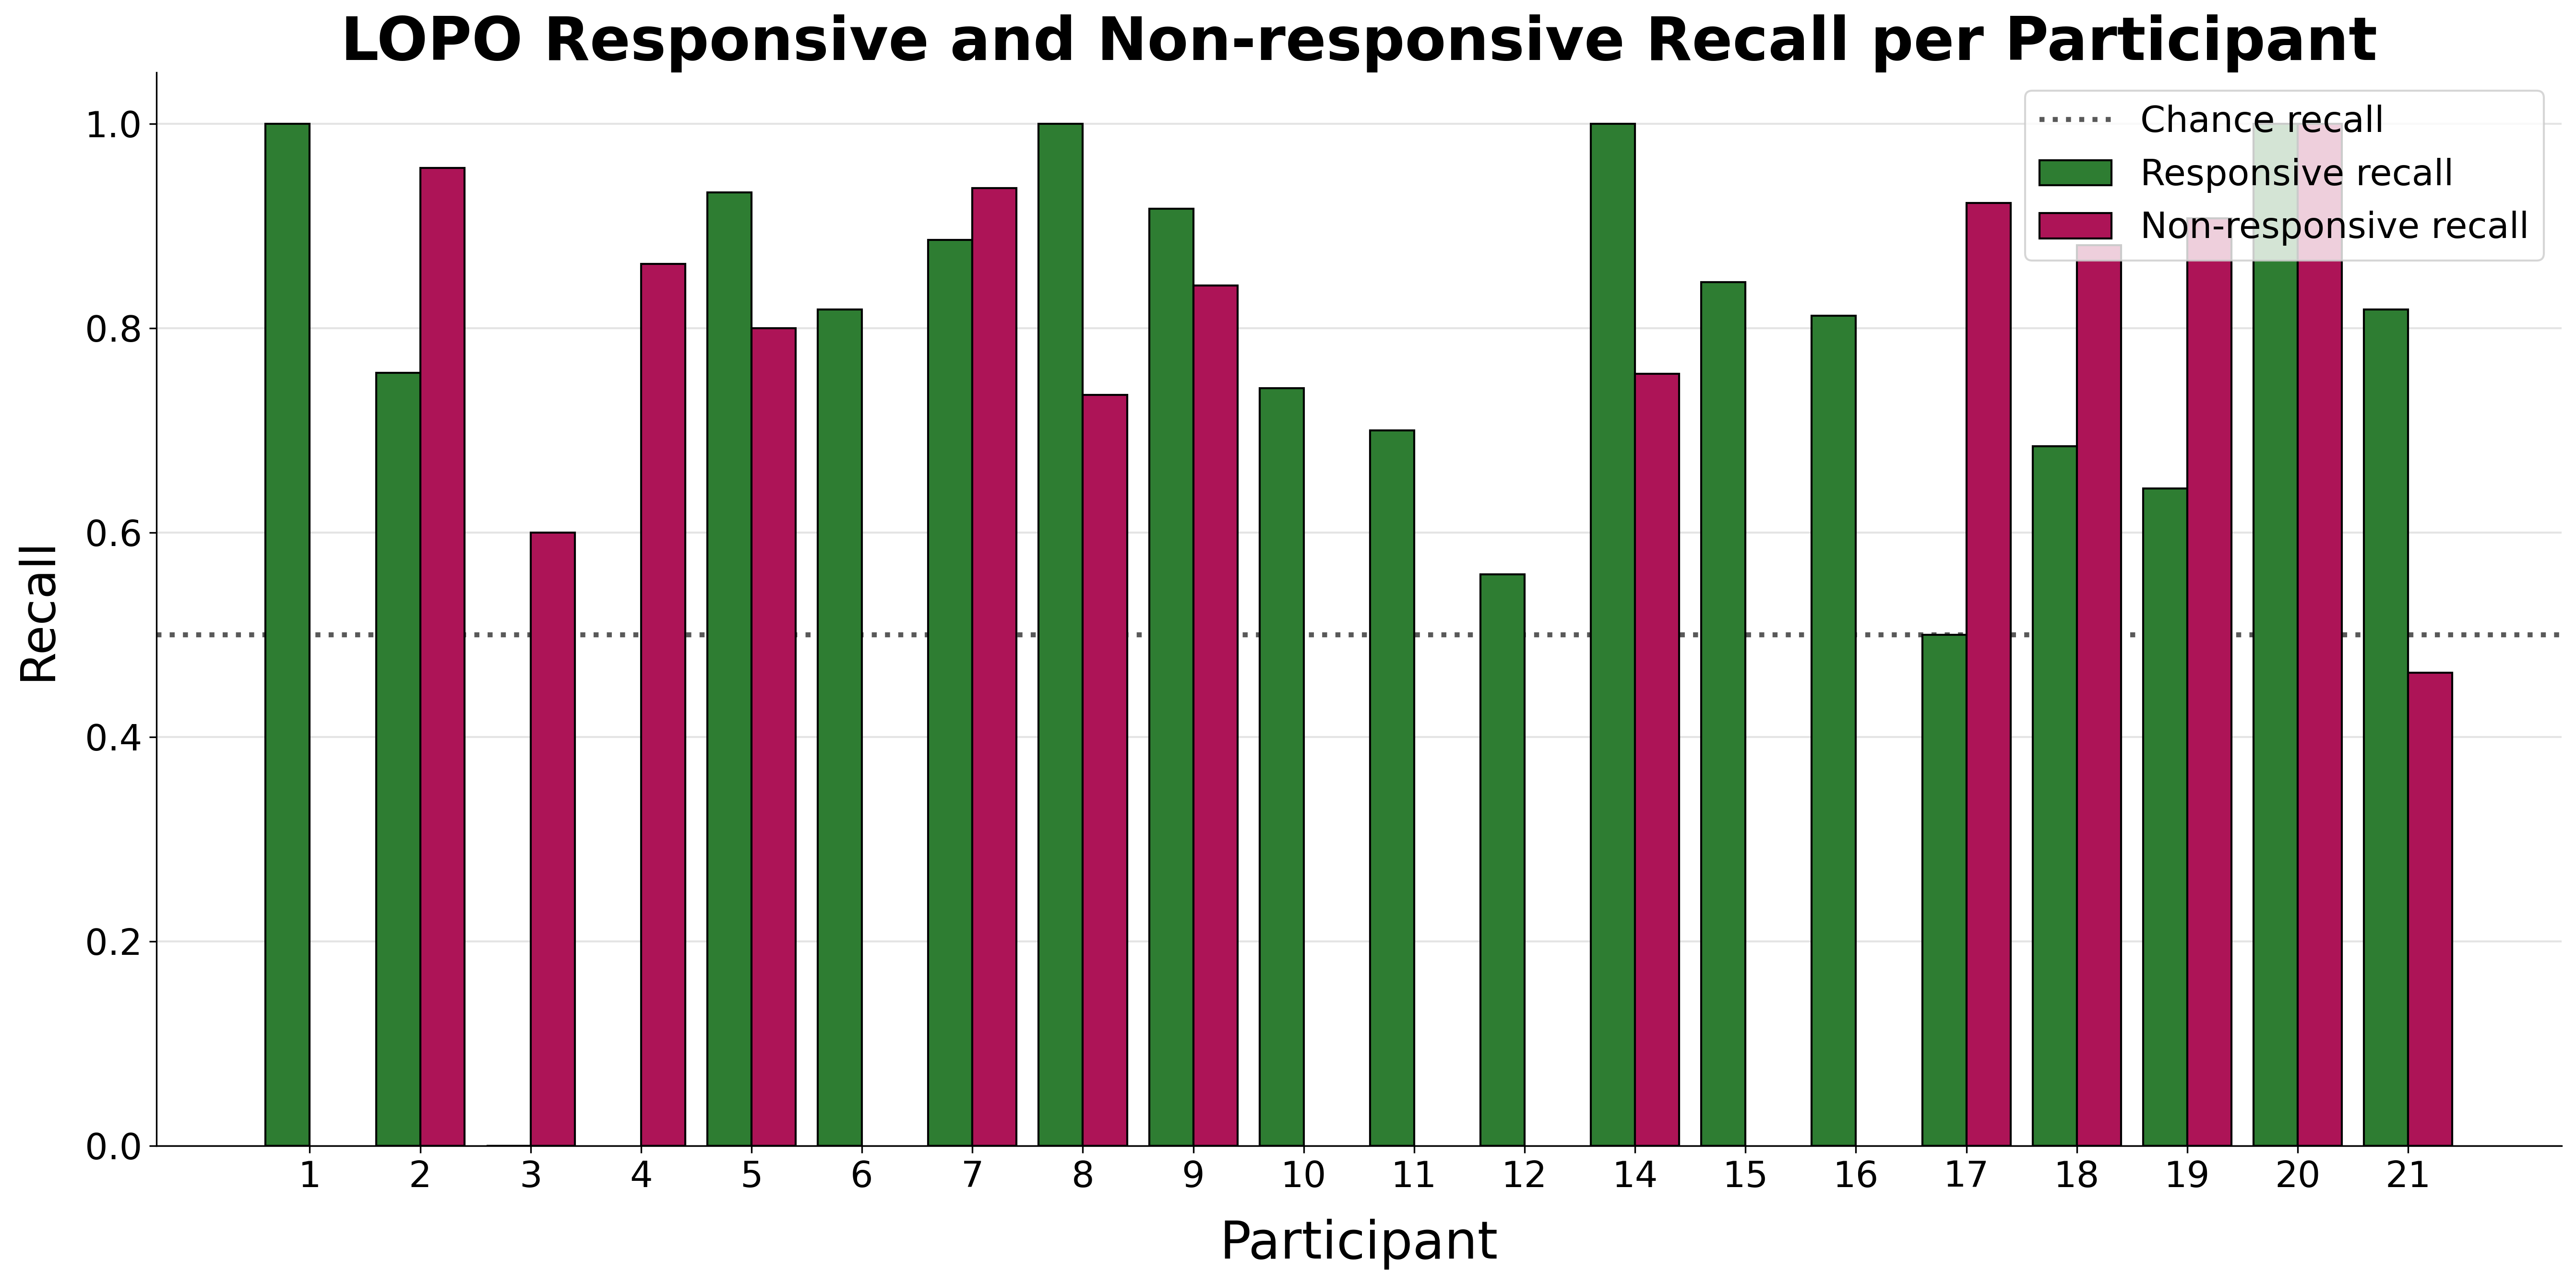 LOPO Responsive and Non-responsive Recall per Participant
Chance recall
Responsive recall
Non-responsive recall
Recall
1.0
0.8
0.6
0.4
0.2
0.0
1 2 3 4 5 6 7 8 9 10 11 12 14 15 16 17 18 19 20 21
Participant